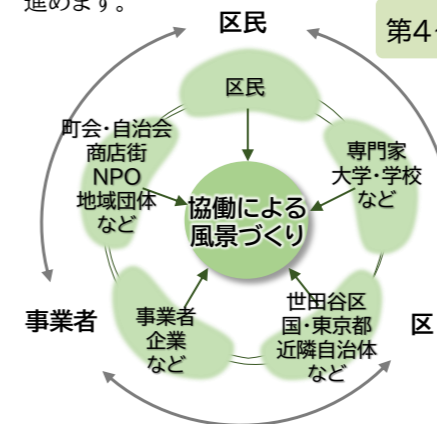 進めます。
区民
第4
区民
町会・自治会
商店街
NPO
地域団体
など
専門家
大学・学校
など
協働による
風景づくり
事業者
企業
など
世田谷区
国・東京都
近隣自治体
など
事業者
区